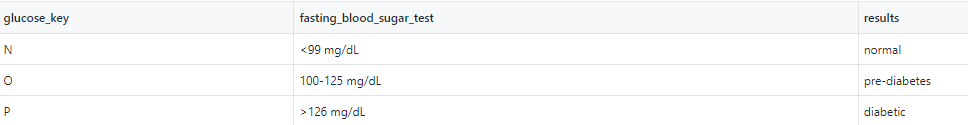 glucose_key fasting_blood_sugar_test results
N <99 mg/dL normal
O 100-125 mg/dL pre-diabetes
P >126 mg/dL diabetic